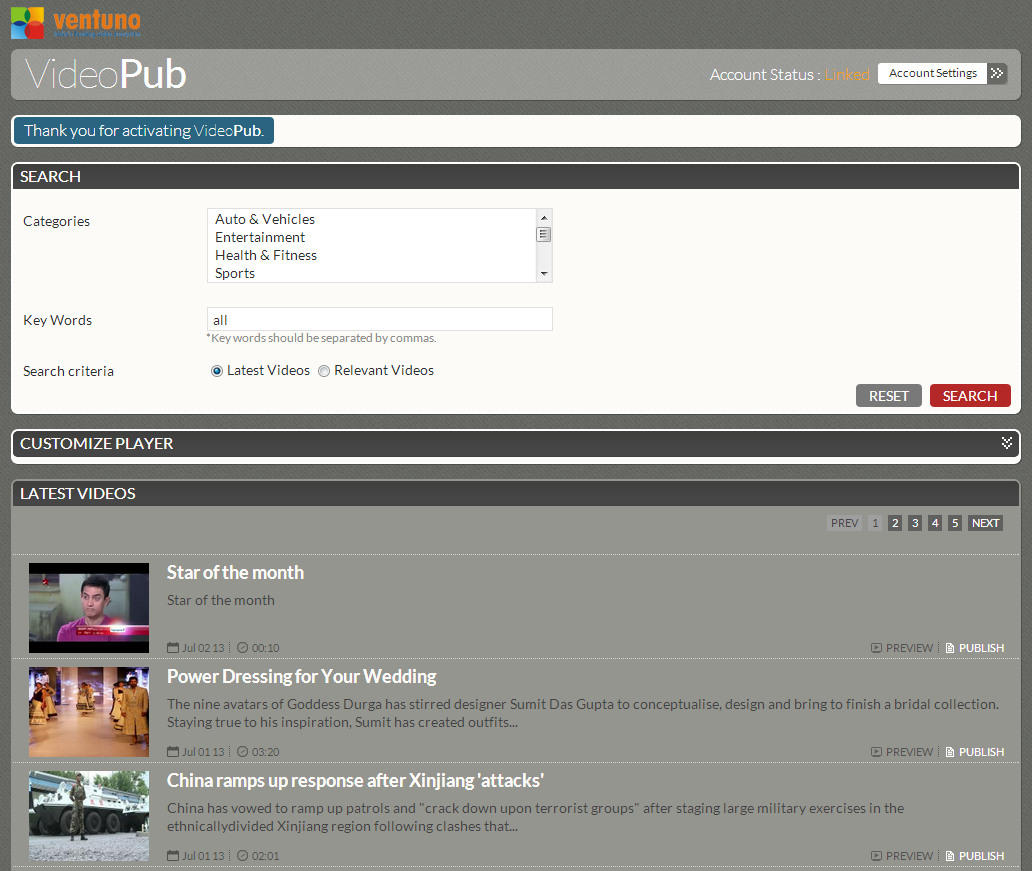 ventuno
VideoPub
Account Status : Linked
Account Settings
Thank you for activating VideoPub.
SEARCH
Categories
Auto & Vehicles
Entertainment
Health & Fitness
Sports
Key Words
all
*Key words should be separated by commas.
Search criteria
Latest Videos
Relevant Videos
RESET
SEARCH
CUSTOMIZE PLAYER
LATEST VIDEOS
PREV 1 2 3 4 5 NEXT
Star of the month
Star of the month
Jul 02 13 00:10
PREVIEW PUBLISH
Power Dressing for Your Wedding
The nine avatars of Goddess Durga has stirred designer Sumit Das Gupta to conceptualise, design and bring to finish a bridal collection.
Staying true to his inspiration, Sumit has created outfits...
Jul 01 13 03:20
PREVIEW PUBLISH
China ramps up response after Xinjiang 'attacks'
China has vowed to ramp up patrols and "crack down upon terrorist groups" after staging large military exercises in the
ethnicallydivided Xinjiang region following clashes that...
Jul 01 13 02:01
PREVIEW PUBLISH